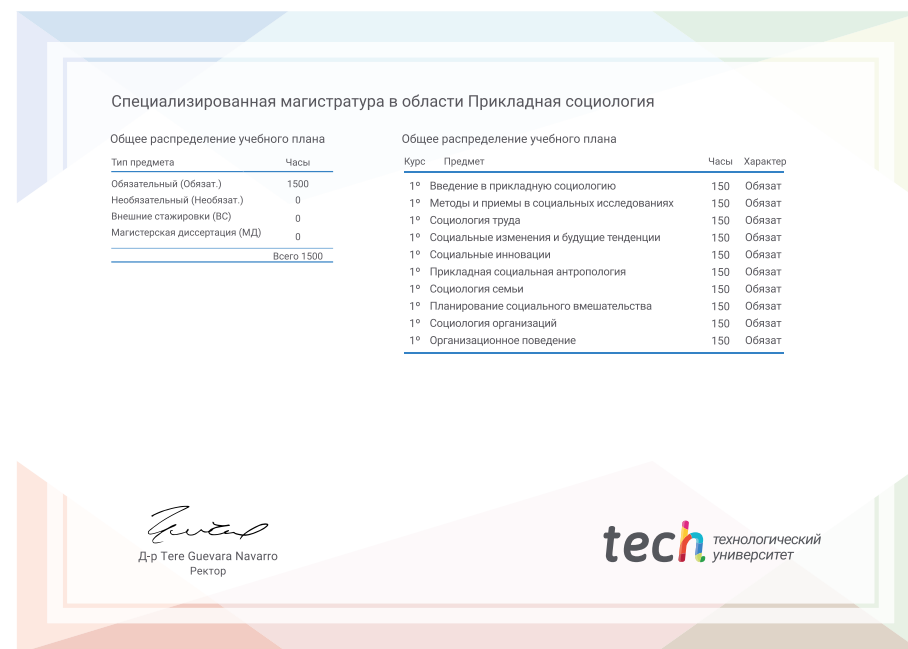 Специализированная магистратура в области Прикладная социология
Общее распределение учебного плана
Тип предмета Часы
Обязательный (Обязат.) 1500
Необязательный (Необязат.) 0
Внешние стажировки (ВС) 0
Магистерская диссертация (МД) 0
Всего 1500
Общее распределение учебного плана
Курс Предмет Часы Характер
1º Введение в прикладную социологию 150 Обязат
1º Методы и приемы в социальных исследованиях 150 Обязат
1º Социология труда 150 Обязат
1º Социальные изменения и будущие тенденции 150 Обязат
1º Социальные инновации 150 Обязат
1º Прикладная социальная антропология 150 Обязат
1º Социология семьи 150 Обязат
1º Планирование социального вмешательства 150 Обязат
1º Социология организаций 150 Обязат
1º Организационное поведение 150 Обязат
Д-р Tere Guevara Navarro
Ректор
tech технологический
университет